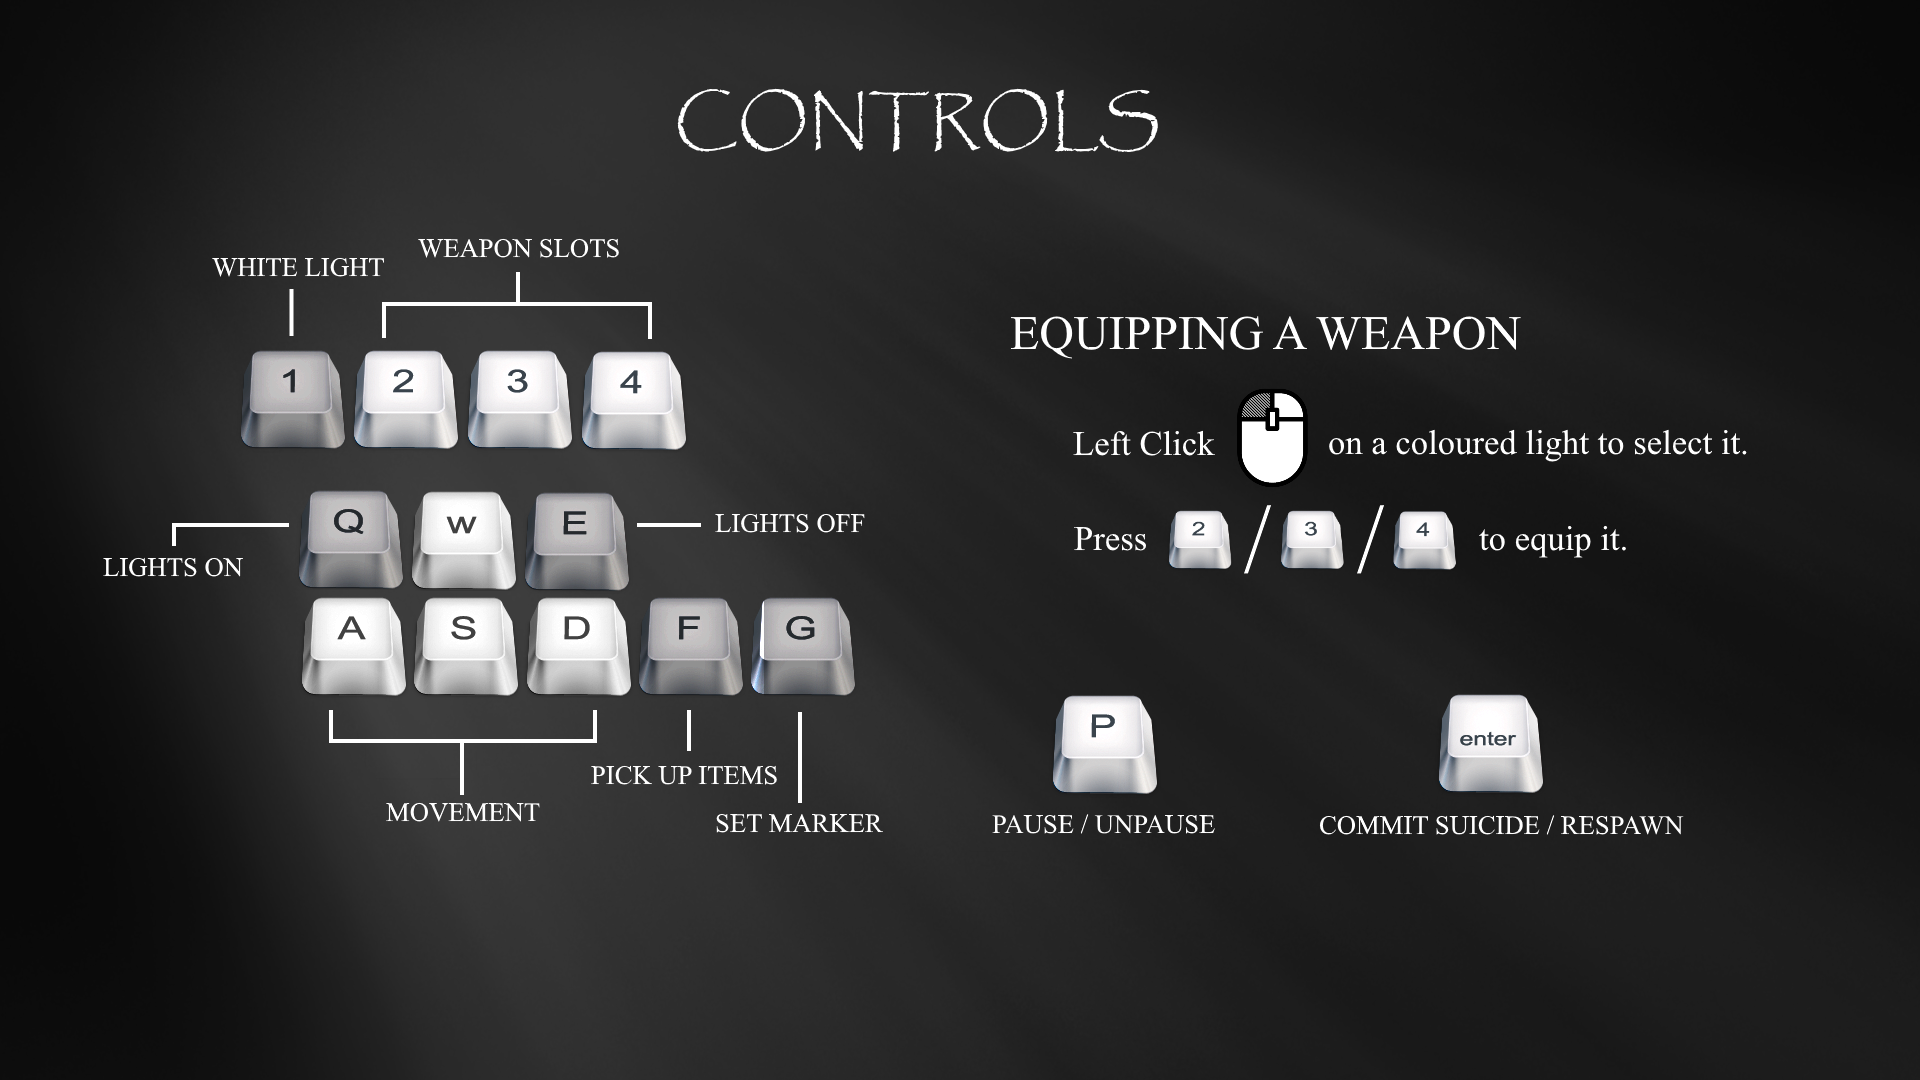 CONTROLS
WEAPON SLOTS
WHITE LIGHT
1 2 3 4
Q w E
LIGHTS OFF
LIGHTS ON
A S D F G
PICK UP ITEMS
MOVEMENT
SET MARKER
EQUIPPING A WEAPON
Left Click on a coloured light to select it.
Press 2 / 3 / 4 to equip it.
P
PAUSE / UNPAUSE
enter
COMMIT SUICIDE / RESPAWN